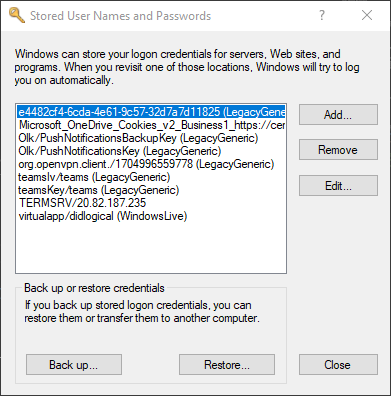 Stored User Names and Passwords
Windows can store your logon credentials for servers, Web sites, and
programs. When you revisit one of those locations, Windows will try to log
you on automatically.
e4482cf4-6cda-4e61-9c57-32d7a7d11825 (LegacyGene
Microsoft_OneDrive_Cookies_v2_Business1_https://cer
Olk/PushNotificationsBackupKey (LegacyGeneric)
Olk/PushNotificationsKey (LegacyGeneric)
org.openvpn.client./1704996559778 (LegacyGeneric)
teamsIv/teams (LegacyGeneric)
teamsKey/teams (LegacyGeneric)
TERMSRV/20.82.187.235
virtualapp/didlogical (WindowsLive)
Add...
Remove
Edit...
Back up or restore credentials
If you back up stored logon credentials, you can
restore them or transfer them to another computer.
Back up...
Restore...
Close